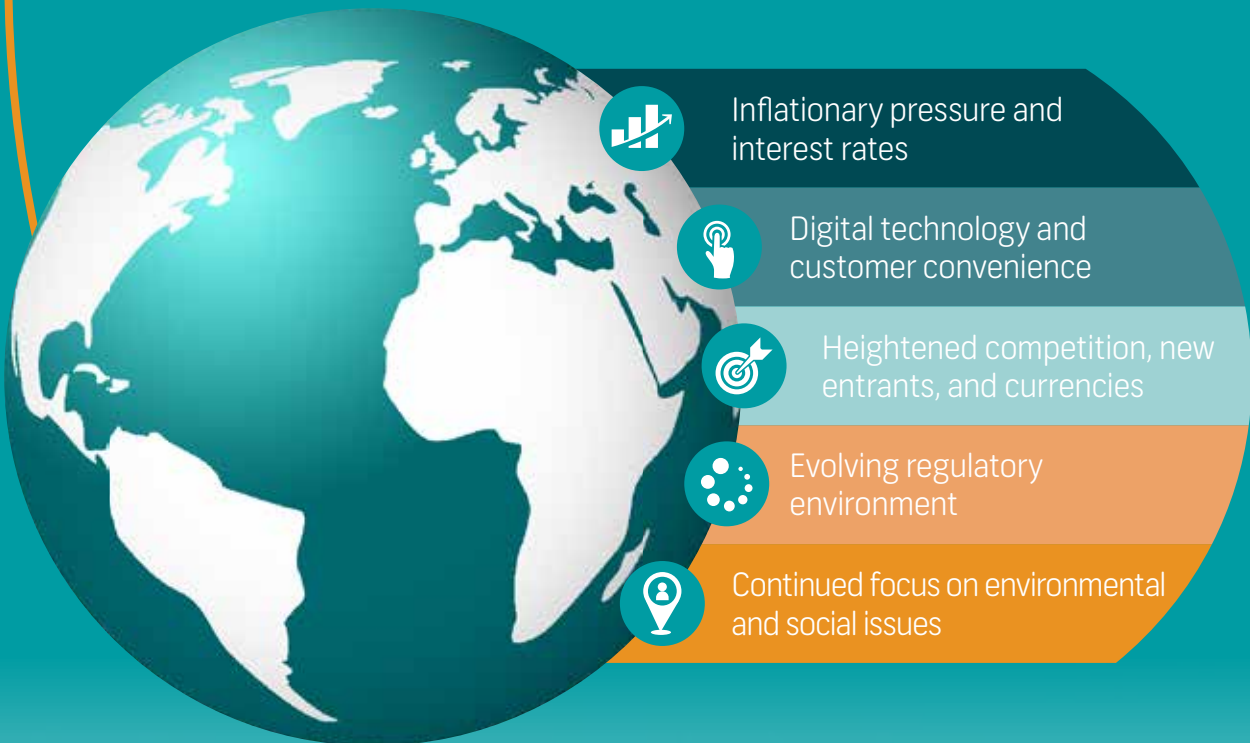 Inflationary pressure and
interest rates
Digital technology and
customer convenience
Heightened competition, new
entrants, and currencies
Evolving regulatory
environment
Continued focus on environmental
and social issues